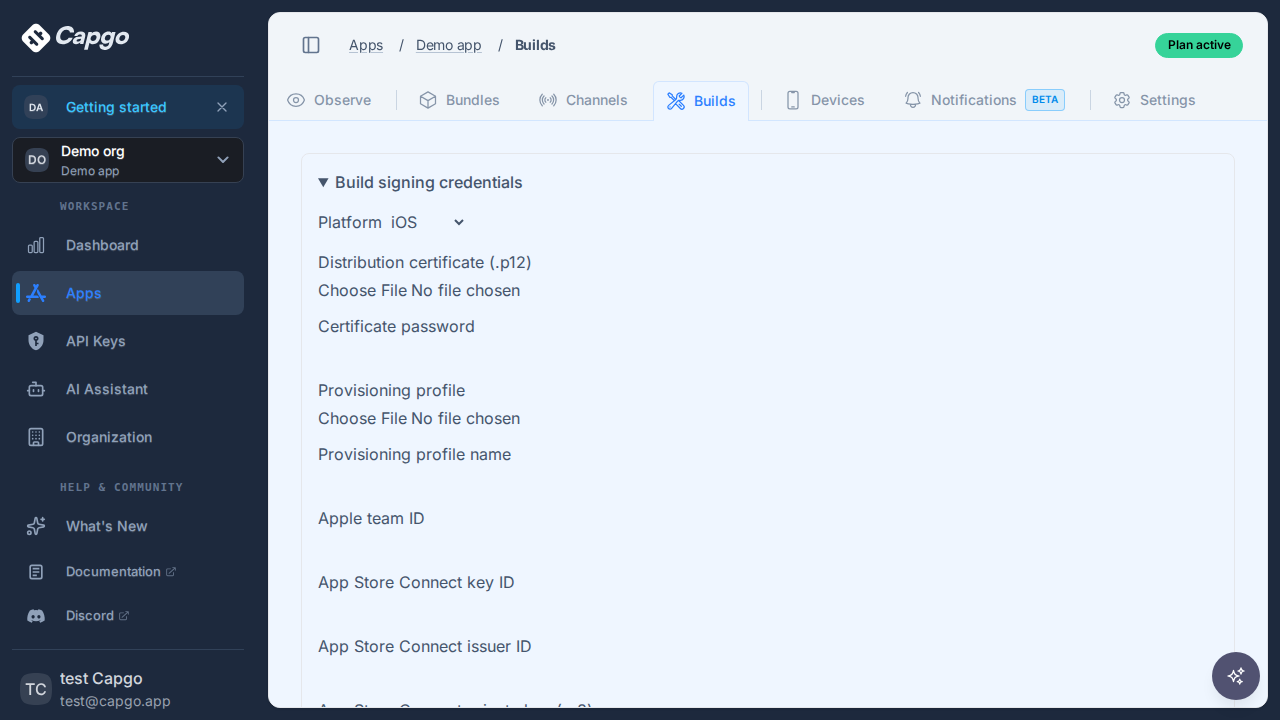 Capgo
DA
Getting started
DO
Demo org
Demo app
WORKSPACE
Dashboard
Apps
API Keys
AI Assistant
Organization
HELP & COMMUNITY
What's New
Documentation
Discord
TC
test Capgo
test@capgo.app
Apps / Demo app / Builds
Plan active
Observe
Bundles
Channels
Builds
Devices
Notifications BETA
Settings
Build signing credentials
Platform iOS
Distribution certificate (.p12)
Choose File No file chosen
Certificate password
Provisioning profile
Choose File No file chosen
Provisioning profile name
Apple team ID
App Store Connect key ID
App Store Connect issuer ID